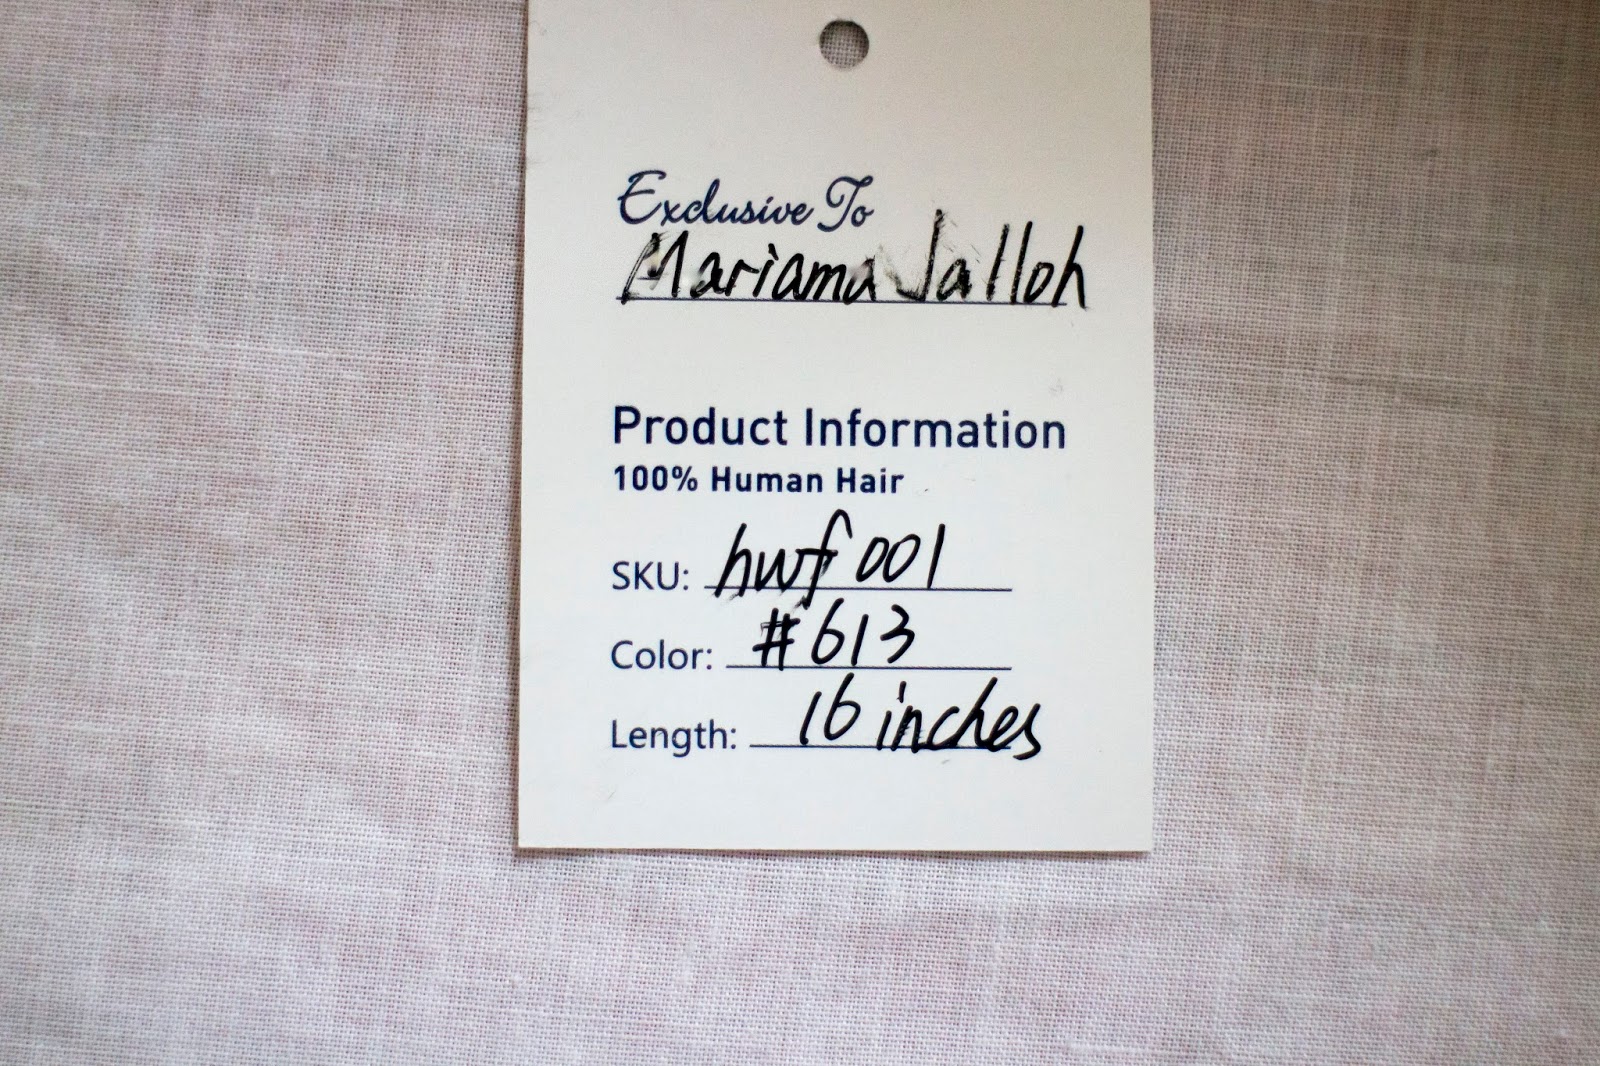 Exclusive To
Mariama Jalloh
Product Information
100% Human Hair
SKU: hwf001
Color: #613
Length: 16 inches